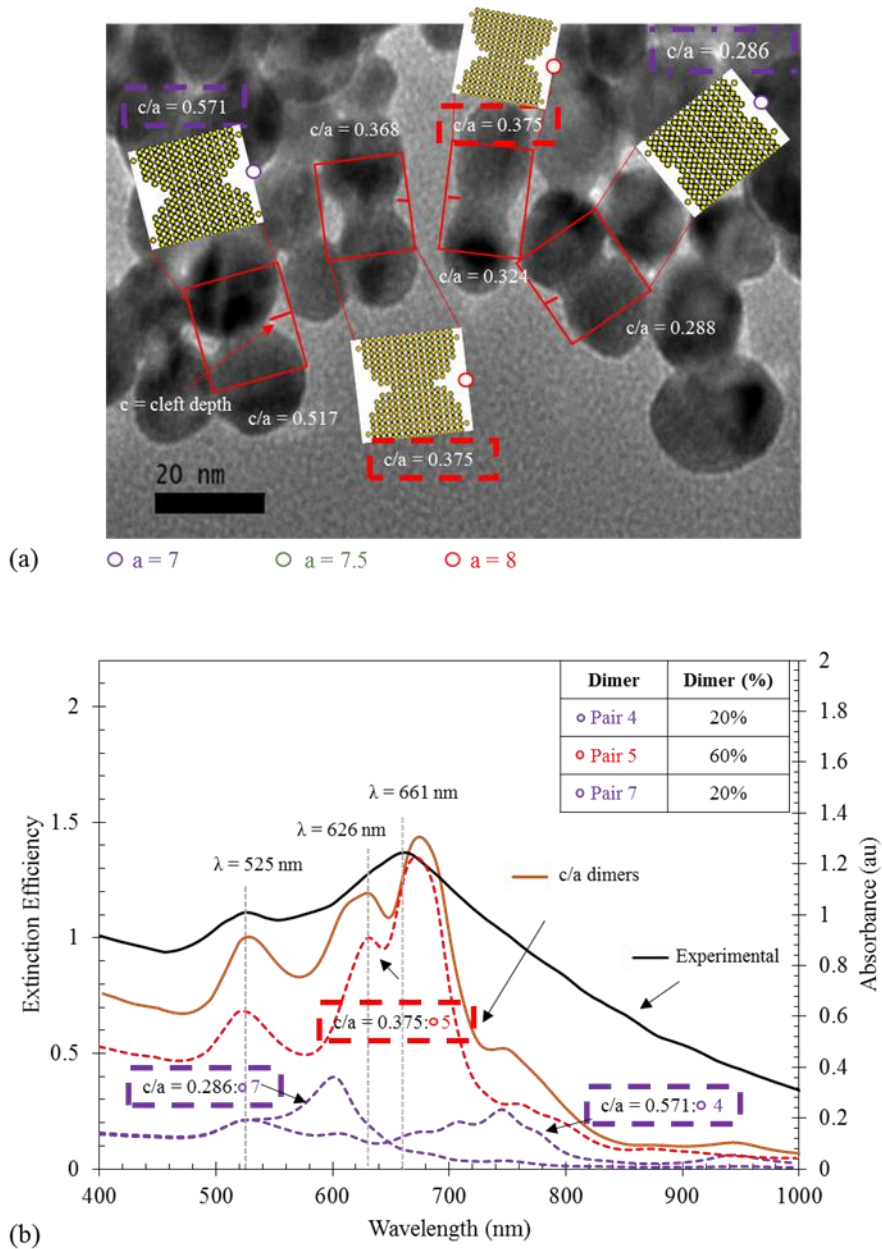 c/a = 0.286
c/a = 0.571
c/a = 0.368
c/a = 0.375
c/a = 0.324
c/a = 0.288
c = cleft depth
c/a = 0.517
c/a = 0.375
20 nm
(a)
a = 7
a = 7.5
a = 8
Dimer Dimer (%)
Pair 4 20%
Pair 5 60%
Pair 7 20%
λ = 661 nm
λ = 626 nm
λ = 525 nm
c/a dimers
Experimental
c/a = 0.375: 5
c/a = 0.286: 7
c/a = 0.571: 4
Extinction Efficiency
0
0.5
1
1.5
2
Absorbance (au)
0
0.2
0.4
0.6
0.8
1
1.2
1.4
1.6
1.8
2
400 500 600 700 800 900 1000
Wavelength (nm)
(b)